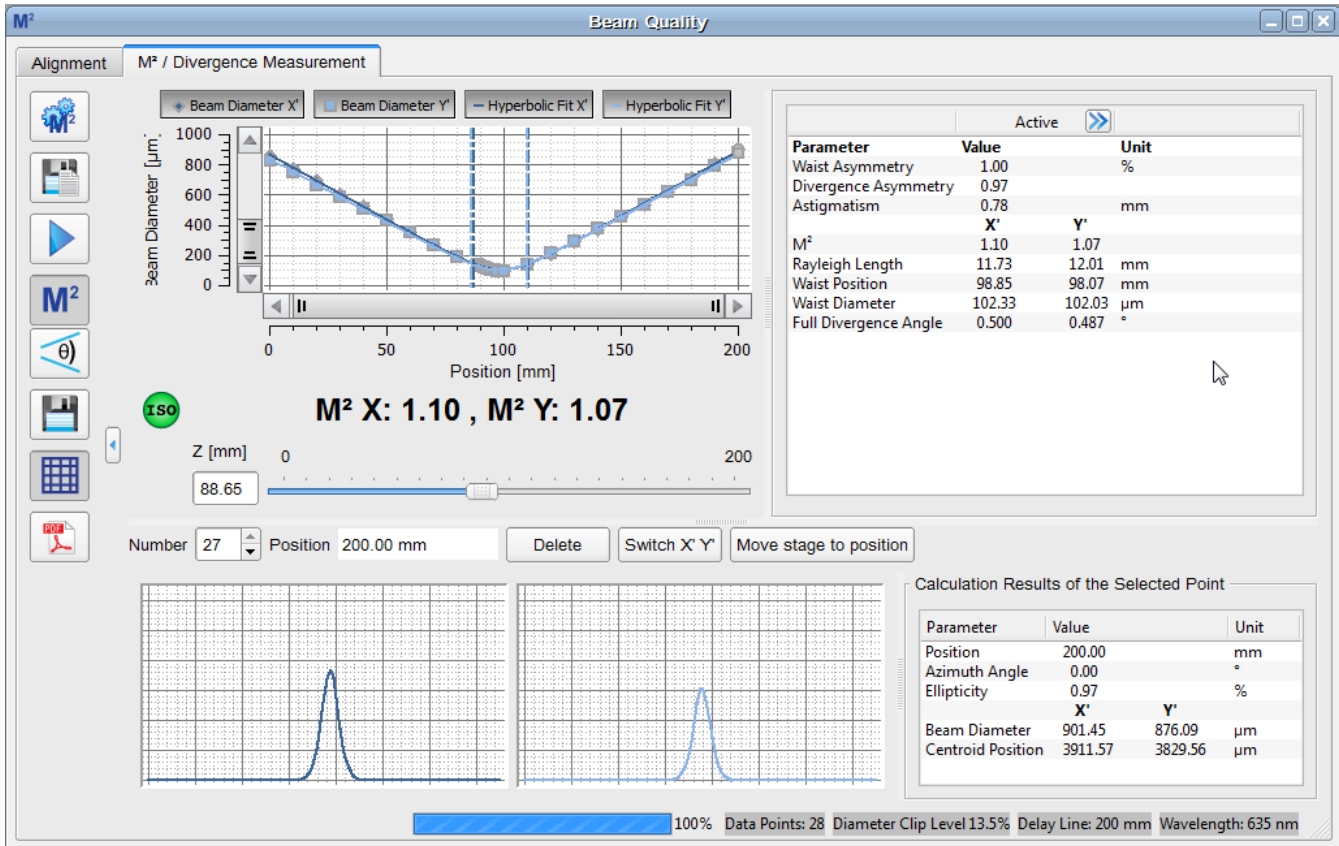 M² Beam Quality
Alignment M² / Divergence Measurement
M²
Beam Diameter X' Beam Diameter Y' Hyperbolic Fit X' Hyperbolic Fit Y'
Beam Diameter [µm]
1000
800
600
400
200
0
0 50 100 150 200
Position [mm]
M²
θ)
ISO M² X: 1.10 , M² Y: 1.07
Z [mm] 0 200
88.65
PDF
Active
Parameter Value Unit
Waist Asymmetry 1.00 %
Divergence Asymmetry 0.97
Astigmatism 0.78 mm
X' Y'
M² 1.10 1.07
Rayleigh Length 11.73 12.01 mm
Waist Position 98.85 98.07 mm
Waist Diameter 102.33 102.03 µm
Full Divergence Angle 0.500 0.487 °
Number 27 Position 200.00 mm Delete Switch X' Y' Move stage to position
Calculation Results of the Selected Point
Parameter Value Unit
Position 200.00 mm
Azimuth Angle 0.00 °
Ellipticity 0.97 %
X' Y'
Beam Diameter 901.45 876.09 µm
Centroid Position 3911.57 3829.56 µm
100% Data Points: 28 Diameter Clip Level 13.5% Delay Line: 200 mm Wavelength: 635 nm